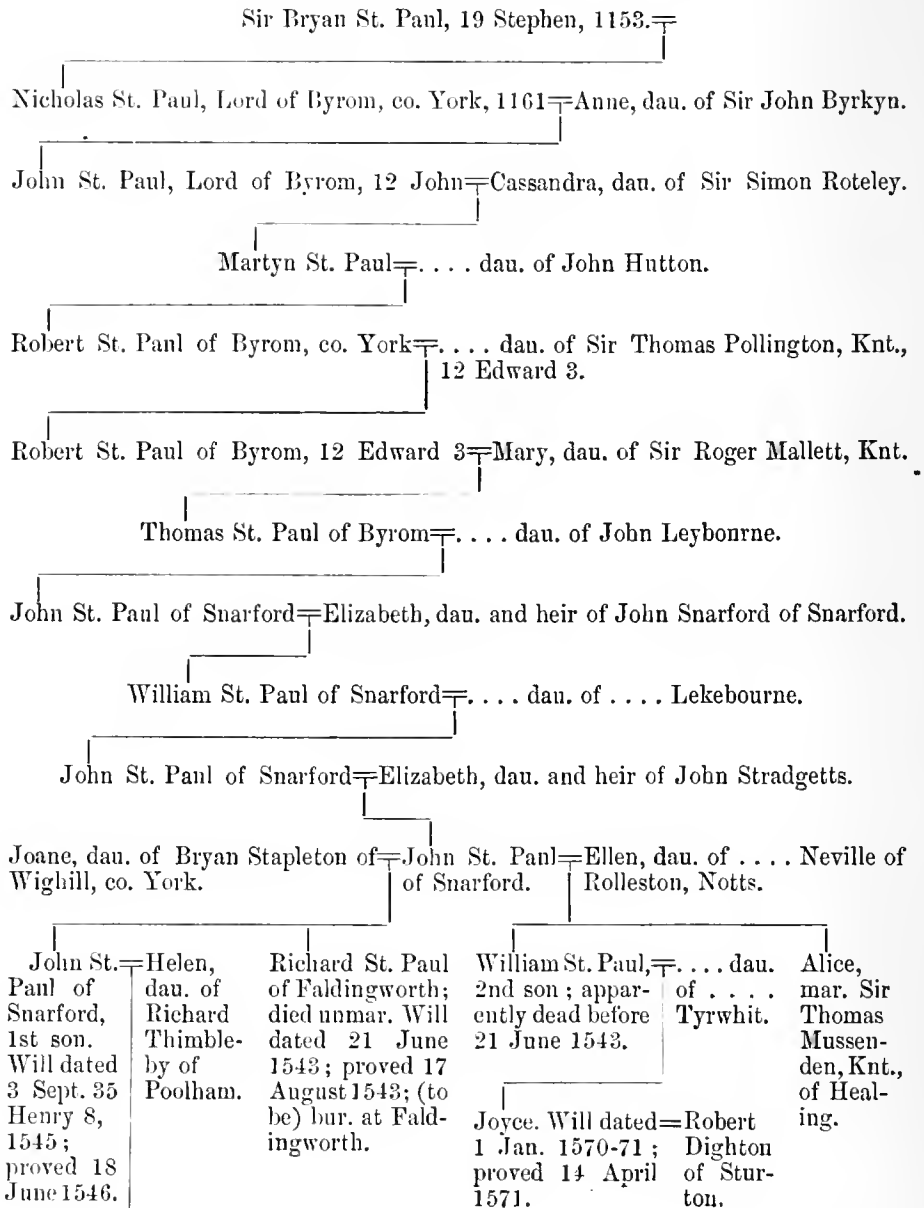 Sir Bryan St. Paul, 19 Stephen, 1153.
Nicholas St. Paul, Lord of Byrom, co. York, 1161=Anne, dau. of Sir John Byrkyn.
John St. Paul, Lord of Byrom, 12 John=Cassandra, dau. of Sir Simon Roteley.
Martyn St. Paul=. . . . dau. of John Hutton.
Robert St. Paul of Byrom, co. York=. . . . dau. of Sir Thomas Pollington, Knt.,
12 Edward 3.
Robert St. Paul of Byrom, 12 Edward 3=Mary, dau. of Sir Roger Mallett, Knt.
Thomas St. Paul of Byrom=. . . . dau. of John Leybourne.
John St. Paul of Snarford=Elizabeth, dau. and heir of John Snarford of Snarford.
William St. Paul of Snarford=. . . . dau. of . . . . Lekebourne.
John St. Paul of Snarford=Elizabeth, dau. and heir of John Stradgetts.
Joane, dau. of Bryan Stapleton of=John St. Paul=Ellen, dau. of . . . . Neville of
Wighill, co. York. of Snarford. Rolleston, Notts.
John St.=Helen,
Paul of dau. of
Snarford, Richard
1st son. Thimble-
Will dated by of
3 Sept. 35 Poolham.
Henry 8,
1545;
proved 18
June 1546.
Richard St. Paul
of Faldingworth;
died unmar. Will
dated 21 June
1543; proved 17
August 1543; (to
be) bur. at Fald-
ingworth.
William St. Paul,=. . . . dau.
2nd son; appar- of . . . .
ently dead before Tyrwhit.
21 June 1543.
Alice,
mar. Sir
Thomas
Mussen-
den, Knt.,
of Heal-
ing.
Joyce. Will dated=Robert
1 Jan. 1570-71; Dighton
proved 14 April of Stur-
1571. ton.